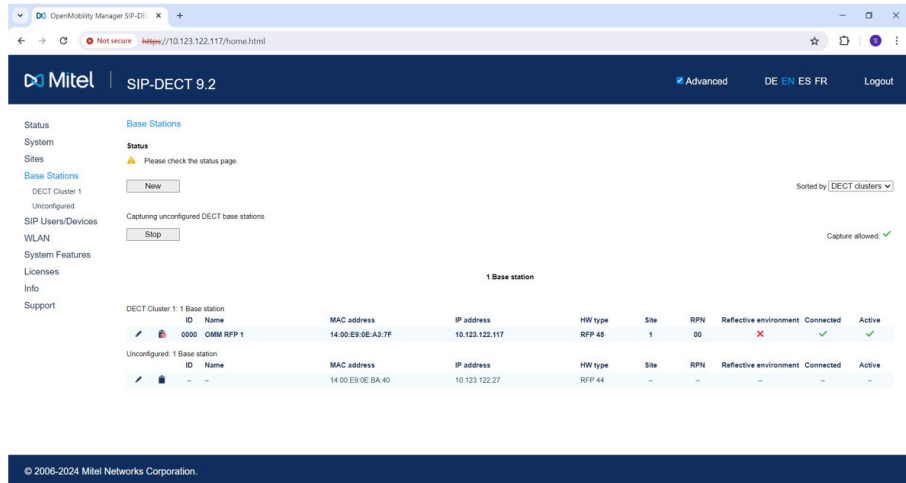 OpenMobility Manager SIP-DE
Not secure https://10.123.122.117/home.html
S
Mitel SIP-DECT 9.2
Advanced
DE EN ES FR
Logout
Status
System
Sites
Base Stations
DECT Cluster 1
Unconfigured
SIP Users/Devices
WLAN
System Features
Licenses
Info
Support
Base Stations
Status
Please check the status page.
New
Sorted by DECT clusters
Capturing unconfigured DECT base stations
Stop
Capture allowed:
1 Base station
DECT Cluster 1: 1 Base station
ID Name MAC address IP address HW type Site RPN Reflective environment Connected Active
0000 OMM RFP 1 14:00:E9:0E:A3:7F 10.123.122.117 RFP 45 1 00
Unconfigured: 1 Base station
ID Name MAC address IP address HW type Site RPN Reflective environment Connected Active
– – 14:00:E9:0E:BA:40 10.123.122.27 RFP 44 – – – – –
© 2006-2024 Mitel Networks Corporation.